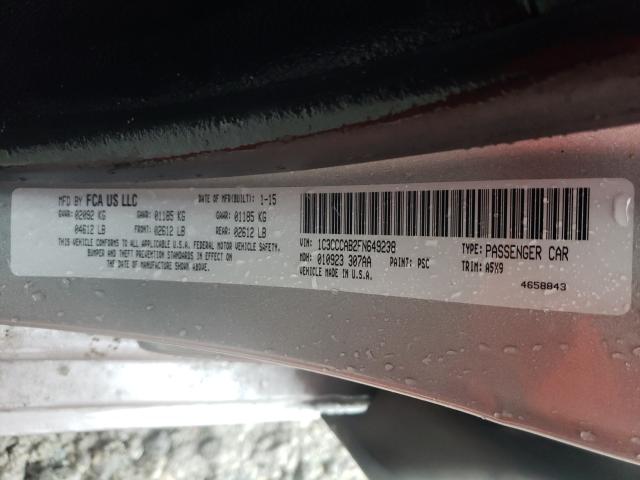 MFD BY FCA US LLC DATE OF MFR(BUILT): 1-15
GVWR: 02092 KG GAWR: 01185 KG GAWR: 01185 KG
04612 LB FRONT: 02612 LB REAR: 02612 LB
THIS VEHICLE CONFORMS TO ALL APPLICABLE U.S.A. FEDERAL MOTOR VEHICLE SAFETY,
BUMPER AND THEFT PREVENTION STANDARDS IN EFFECT ON
THE DATE OF MANUFACTURE SHOWN ABOVE.
VIN: 1C3CCCAB2FN649238 TYPE: PASSENGER CAR
MDH: 010923 307AA PAINT: PSC TRIM: A5X9
VEHICLE MADE IN U.S.A.
4658843